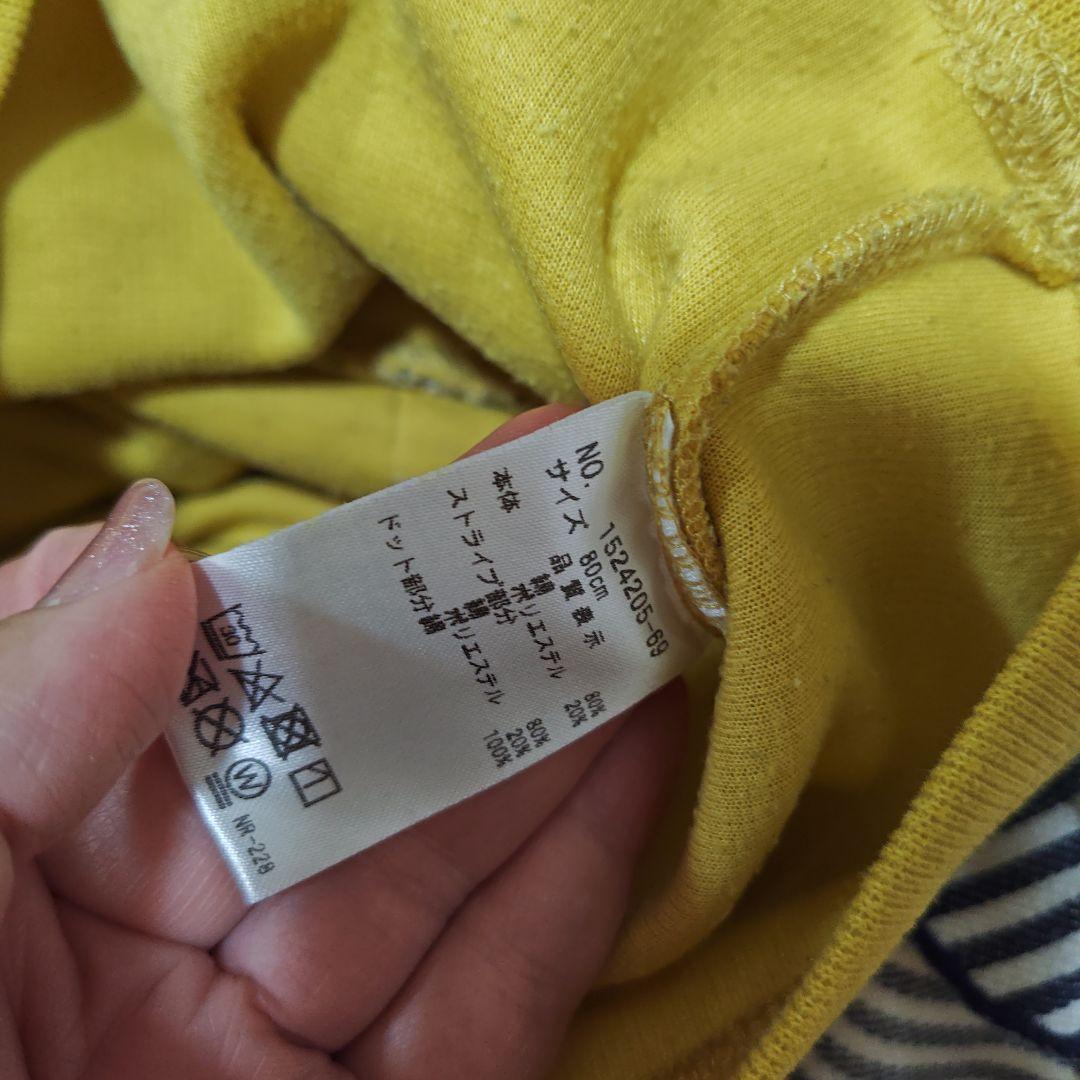 NO. 1524205-69
サイズ 80cm
品質表示
本体 綿 80%
ポリエステル 20%
ストライプ部分
綿 80%
ポリエステル 20%
ドット部分 綿 100%
30
W
NR-228